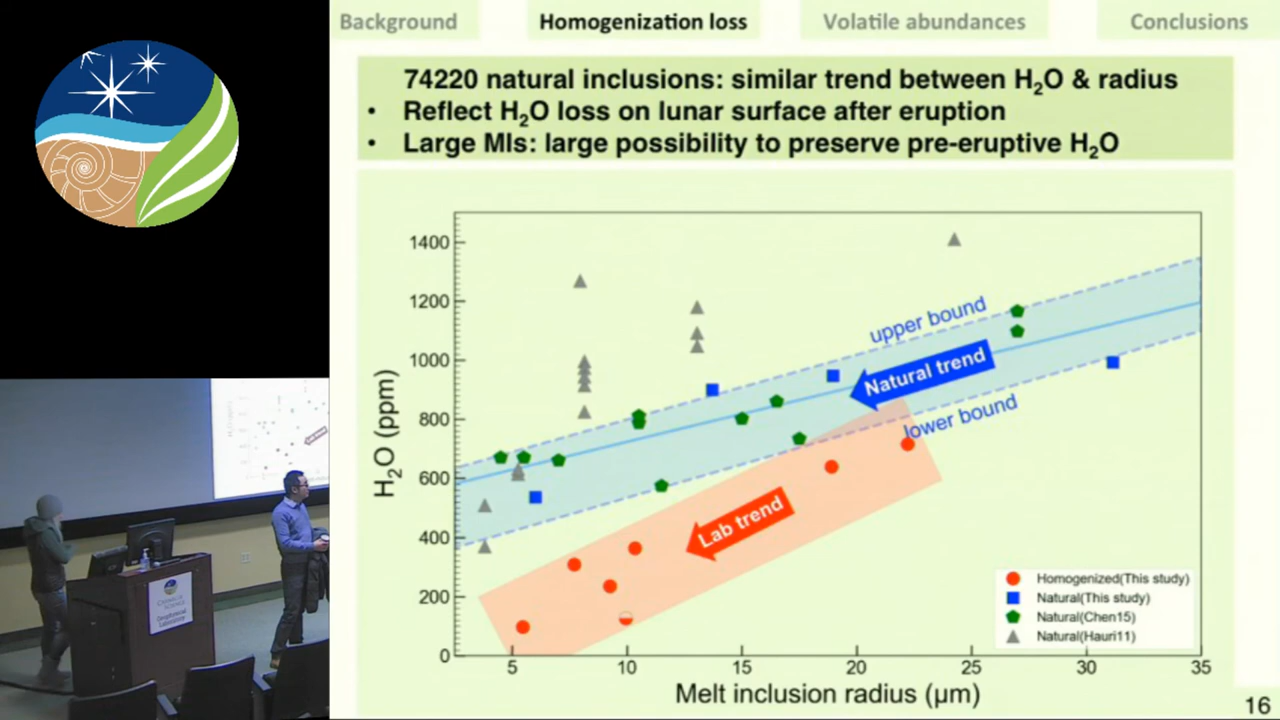 Background
Homogenization loss
Volatile abundances
Conclusions
74220 natural inclusions: similar trend between H₂O & radius
• Reflect H₂O loss on lunar surface after eruption
• Large MIs: large possibility to preserve pre-eruptive H₂O
1400
1200
1000
800
600
400
200
0
H₂O (ppm)
upper bound
Natural trend
lower bound
Lab trend
Homogenized(This study)
Natural(This study)
Natural(Chen15)
Natural(Hauri11)
5
10
15
20
25
30
35
Melt inclusion radius (μm)
16